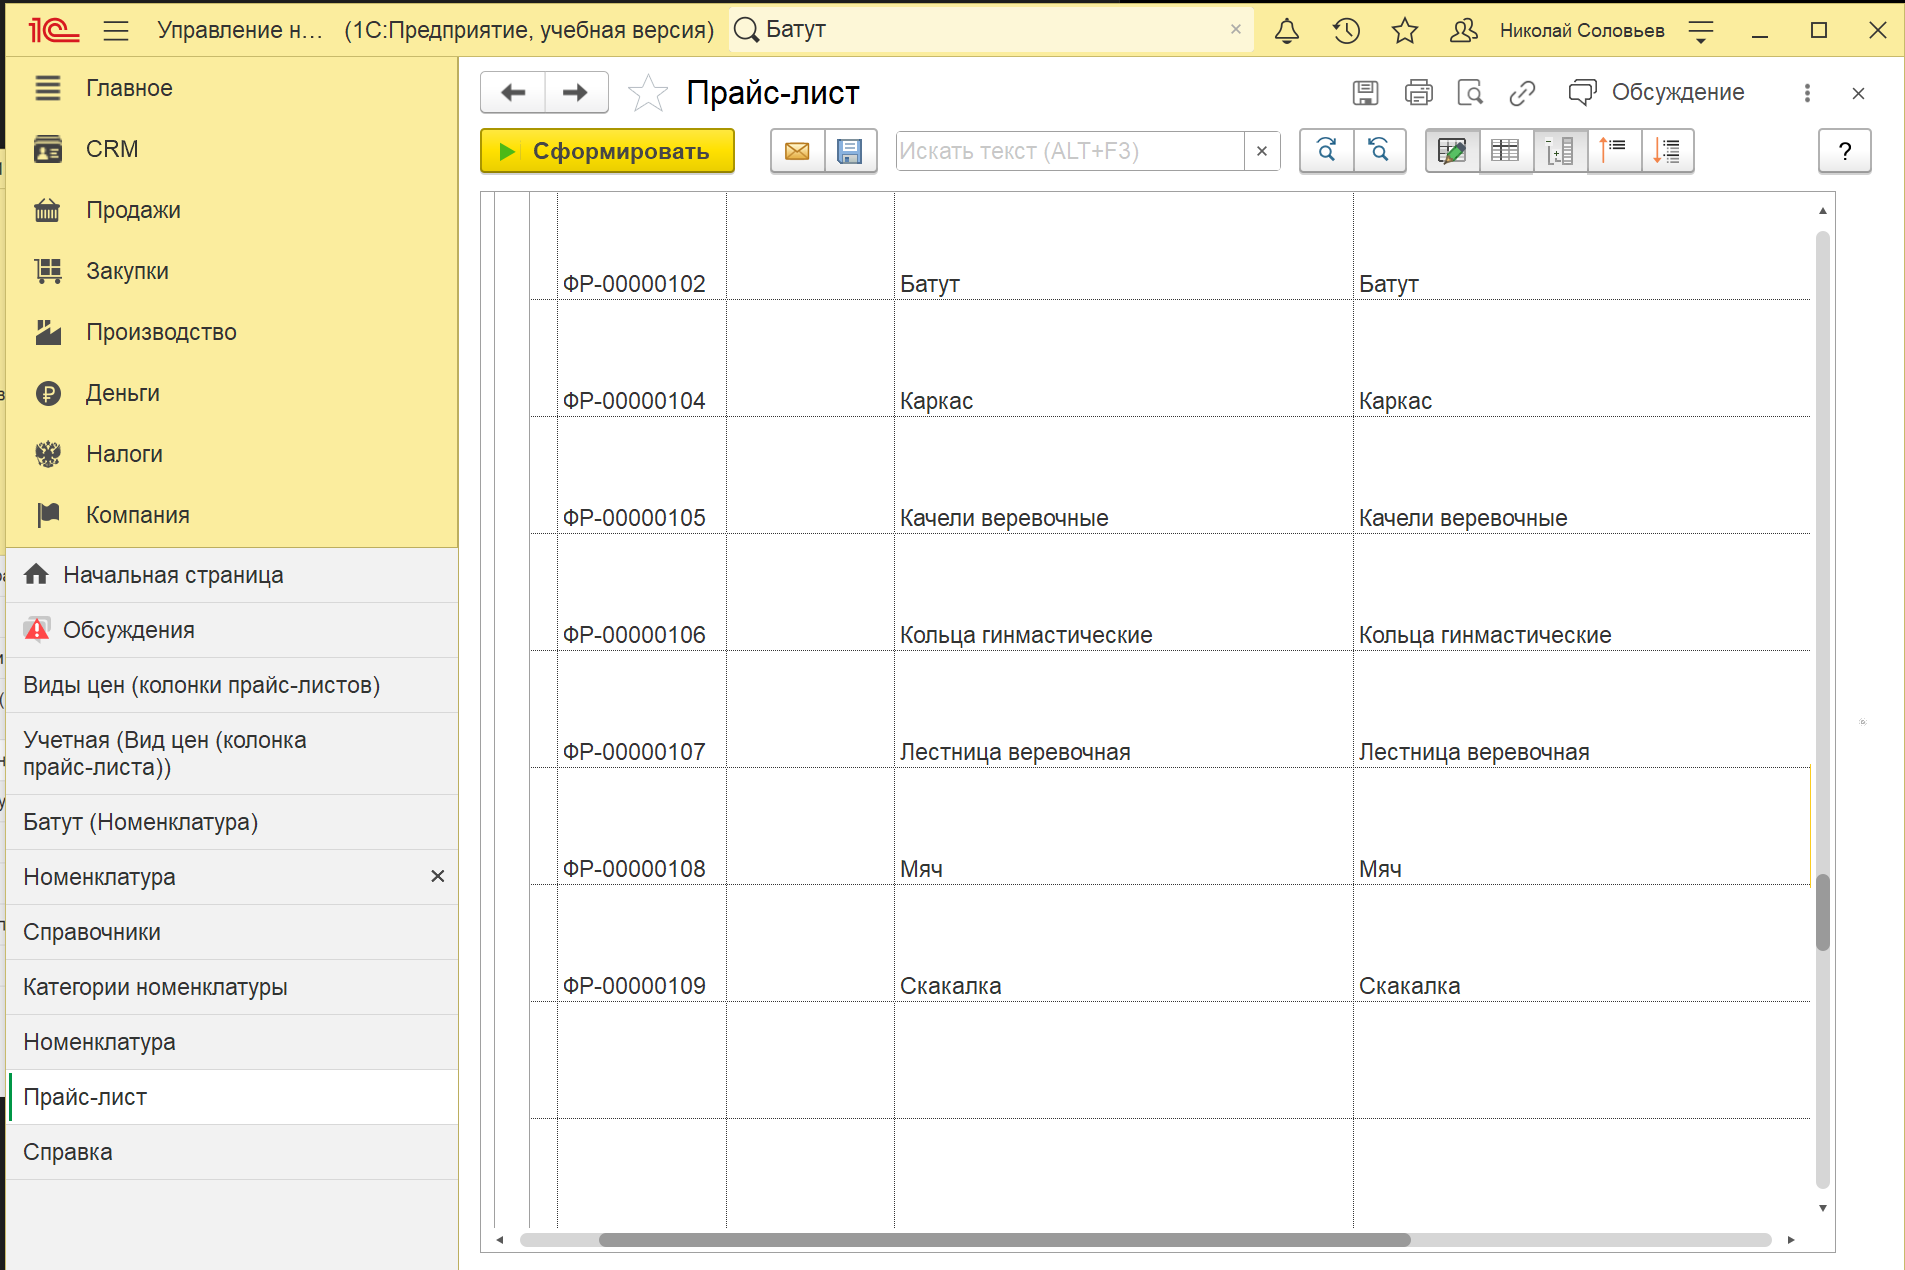 1С Управление н... (1С:Предприятие, учебная версия) Батут Николай Соловьев
Главное
CRM
Продажи
Закупки
Производство
Деньги
Налоги
Компания
Начальная страница
Обсуждения
Виды цен (колонки прайс-листов)
Учетная (Вид цен (колонка
прайс-листа))
Батут (Номенклатура)
Номенклатура
Справочники
Категории номенклатуры
Номенклатура
Прайс-лист
Справка
Прайс-лист Обсуждение
Сформировать Искать текст (ALT+F3) ?
ФР-00000102 Батут Батут
ФР-00000104 Каркас Каркас
ФР-00000105 Качели веревочные Качели веревочные
ФР-00000106 Кольца гинмастические Кольца гинмастические
ФР-00000107 Лестница веревочная Лестница веревочная
ФР-00000108 Мяч Мяч
ФР-00000109 Скакалка Скакалка